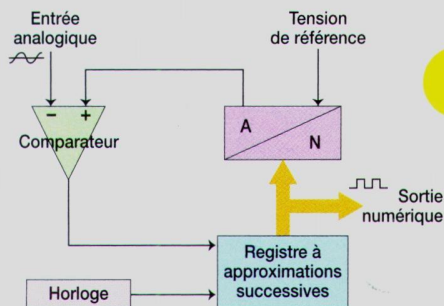 Entrée
analogique
Tension
de référence
− +
Comparateur
A
N
Sortie
numérique
Registre à
approximations
successives
Horloge